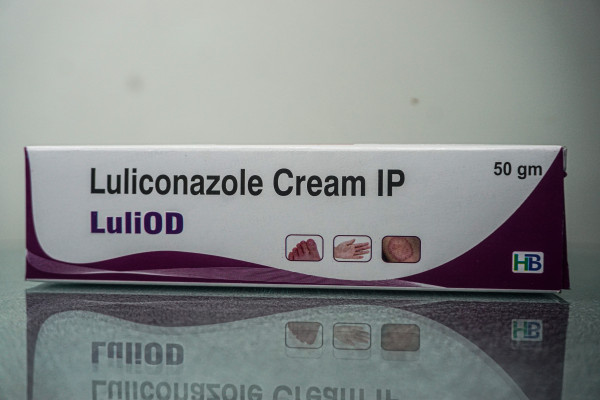 Luliconazole Cream IP
50 gm
LuliOD
HB